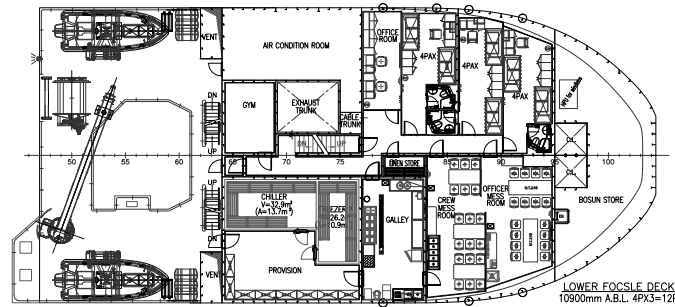 VENT
AIR CONDITION ROOM
OFFICE
ROOM
4PAX
4PAX
4PAX
DN
GYM
EXHAUST
TRUNK
CABLE
TRUNK
DN
UP
UP
50
55
60
65
70
75
80
85
90
95
100
UP
DN
LINEN STORE
CHILLER
V=32.9m³
(A=13.7m²)
EZER
26.2
0.9m
GALLEY
CREW
MESS
ROOM
OFFICER
MESS
ROOM
BOSUN STORE
PROVISION
VENT
LOWER FOCSLE DECK
10900mm A.B.L. 4PX3=12P